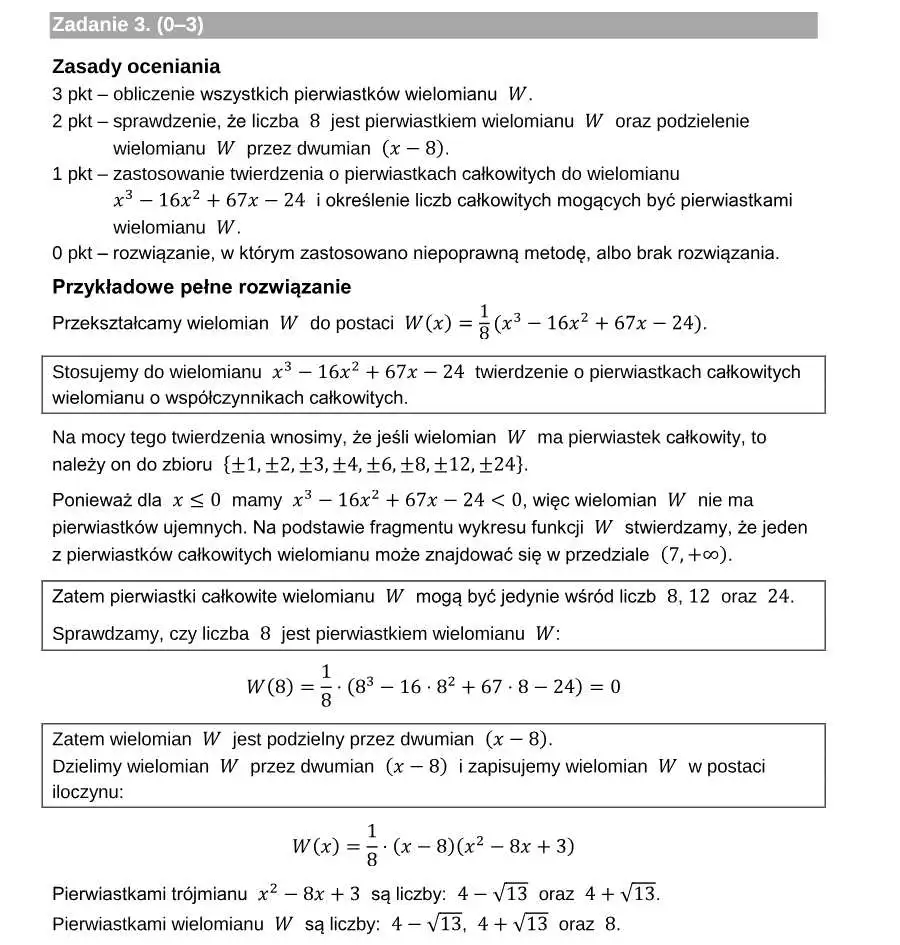 Zadanie 3. (0–3)
Zasady oceniania
3 pkt – obliczenie wszystkich pierwiastków wielomianu W.
2 pkt – sprawdzenie, że liczba 8 jest pierwiastkiem wielomianu W oraz podzielenie
wielomianu W przez dwumian (x − 8).
1 pkt – zastosowanie twierdzenia o pierwiastkach całkowitych do wielomianu
x³ − 16x² + 67x − 24 i określenie liczb całkowitych mogących być pierwiastkami
wielomianu W.
0 pkt – rozwiązanie, w którym zastosowano niepoprawną metodę, albo brak rozwiązania.
Przykładowe pełne rozwiązanie
Przekształcamy wielomian W do postaci W(x) = 1/8 (x³ − 16x² + 67x − 24).
Stosujemy do wielomianu x³ − 16x² + 67x − 24 twierdzenie o pierwiastkach całkowitych
wielomianu o współczynnikach całkowitych.
Na mocy tego twierdzenia wnosimy, że jeśli wielomian W ma pierwiastek całkowity, to
należy on do zbioru {±1, ±2, ±3, ±4, ±6, ±8, ±12, ±24}.
Ponieważ dla x ≤ 0 mamy x³ − 16x² + 67x − 24 < 0, więc wielomian W nie ma
pierwiastków ujemnych. Na podstawie fragmentu wykresu funkcji W stwierdzamy, że jeden
z pierwiastków całkowitych wielomianu może znajdować się w przedziale (7, +∞).
Zatem pierwiastki całkowite wielomianu W mogą być jedynie wśród liczb 8, 12 oraz 24.
Sprawdzamy, czy liczba 8 jest pierwiastkiem wielomianu W:
W(8) = 1/8 · (8³ − 16 · 8² + 67 · 8 − 24) = 0
Zatem wielomian W jest podzielny przez dwumian (x − 8).
Dzielimy wielomian W przez dwumian (x − 8) i zapisujemy wielomian W w postaci
iloczynu:
W(x) = 1/8 · (x − 8)(x² − 8x + 3)
Pierwiastkami trójmianu x² − 8x + 3 są liczby: 4 − √13 oraz 4 + √13.
Pierwiastkami wielomianu W są liczby: 4 − √13, 4 + √13 oraz 8.